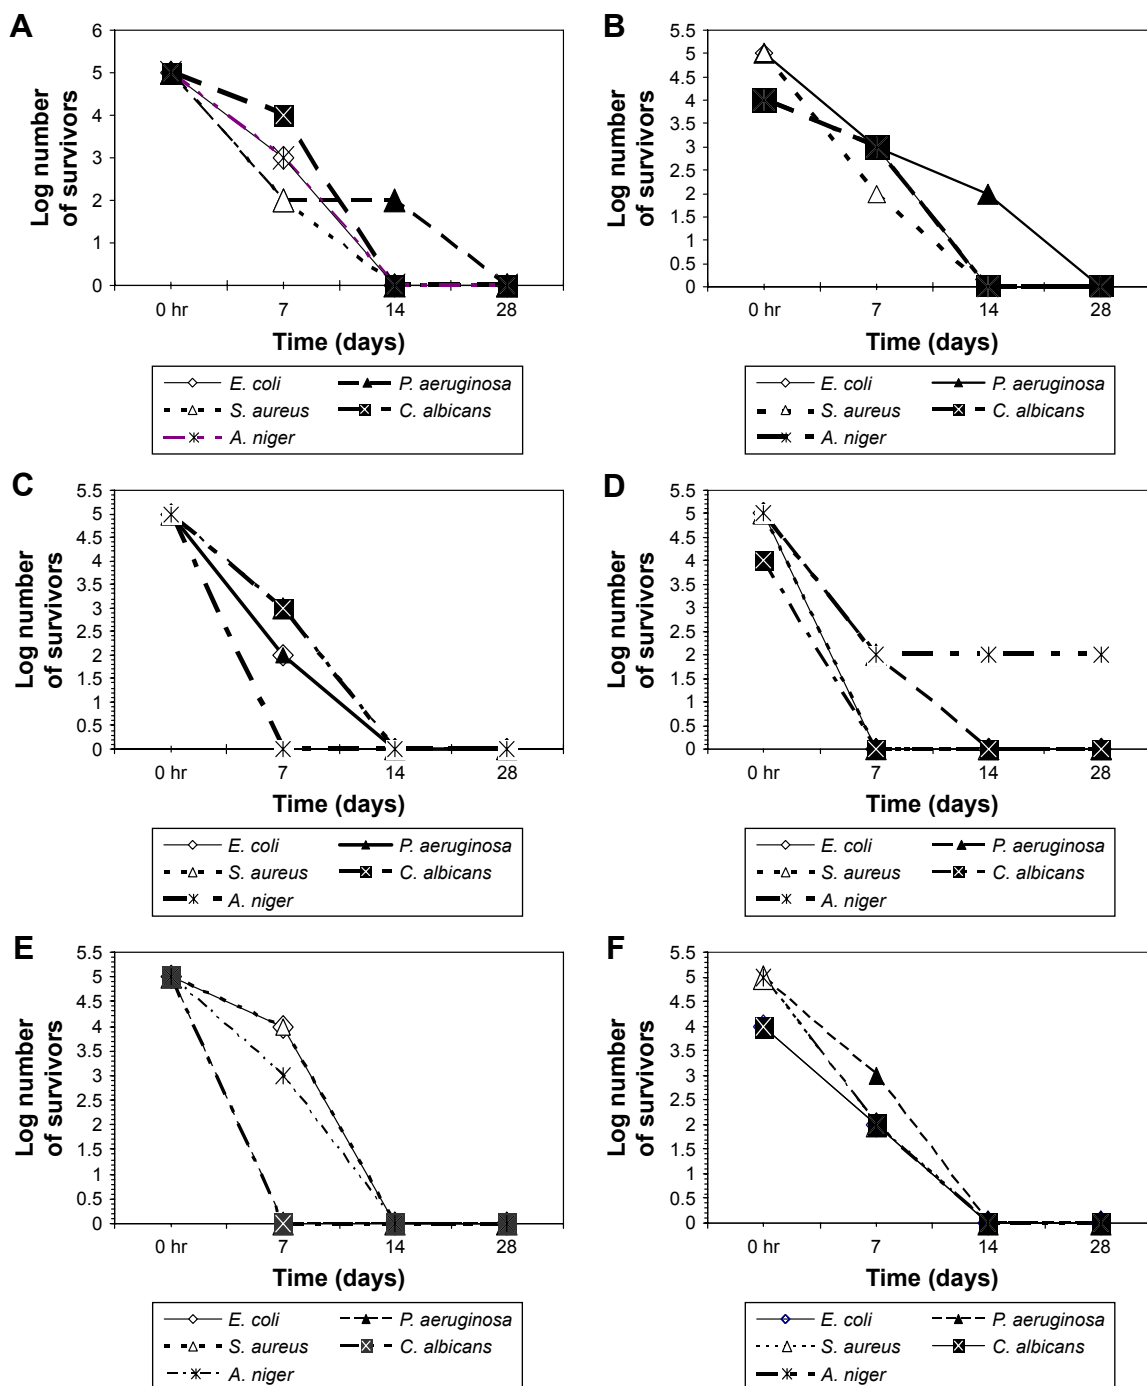 A
Log number
of survivors
6
5
4
3
2
1
0
0 hr 7 14 28
Time (days)
E. coli P. aeruginosa
S. aureus C. albicans
A. niger
B
Log number
of survivors
5.5
5
4.5
4
3.5
3
2.5
2
1.5
1
0.5
0
0 hr 7 14 28
Time (days)
E. coli P. aeruginosa
S. aureus C. albicans
A. niger
C
Log number
of survivors
5.5
5
4.5
4
3.5
3
2.5
2
1.5
1
0.5
0
0 hr 7 14 28
Time (days)
E. coli P. aeruginosa
S. aureus C. albicans
A. niger
D
Log number
of survivors
5.5
5
4.5
4
3.5
3
2.5
2
1.5
1
0.5
0
0 hr 7 14 28
Time (days)
E. coli P. aeruginosa
S. aureus C. albicans
A. niger
E
Log number
of survivors
5.5
5
4.5
4
3.5
3
2.5
2
1.5
1
0.5
0
0 hr 7 14 28
Time (days)
E. coli P. aeruginosa
S. aureus C. albicans
A. niger
F
Log number
of survivors
5.5
5
4.5
4
3.5
3
2.5
2
1.5
1
0.5
0
0 hr 7 14 28
Time (days)
E. coli P. aeruginosa
S. aureus C. albicans
A. niger